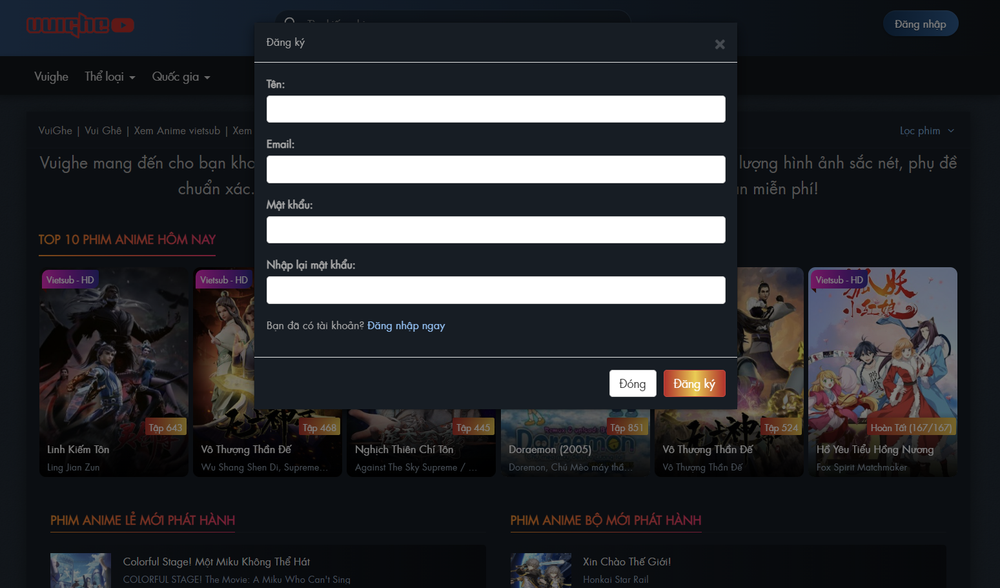 vuighe
Đăng nhập
Vuighe
Thể loại
Quốc gia
VuiGhe | Vui Ghê | Xem Anime vietsub | Xem
Lọc phim
Vuighe mang đến cho bạn kho
lượng hình ảnh sắc nét, phụ đề
chuẩn xác.
miễn phí!
Đăng ký
×
Tên:
Email:
Mật khẩu:
Nhập lại mật khẩu:
Bạn đã có tài khoản? Đăng nhập ngay
Đóng
Đăng ký
TOP 10 PHIM ANIME HÔM NAY
Vietsub - HD
Tập 643
Linh Kiếm Tôn
Ling Jian Zun
Vietsub - HD
Tập 468
Vô Thượng Thần Đế
Wu Shang Shen Di, Supreme...
Tập 445
Nghịch Thiên Chí Tôn
Against The Sky Supreme / ...
Doraemon
Tập 851
Doraemon (2005)
Doremon, Chú Mèo máy thầ...
Tập 524
Vô Thượng Thần Đế
Vô Thượng Thần Đế
Vietsub - HD
狐妖
小红娘
Hoàn Tất (167/167)
Hồ Yêu Tiểu Hồng Nương
Fox Spirit Matchmaker
PHIM ANIME LẺ MỚI PHÁT HÀNH
Colorful Stage! Một Miku Không Thể Hát
COLORFUL STAGE! The Movie: A Miku Who Can't Sing
PHIM ANIME BỘ MỚI PHÁT HÀNH
Xin Chào Thế Giới!
Honkai Star Rail